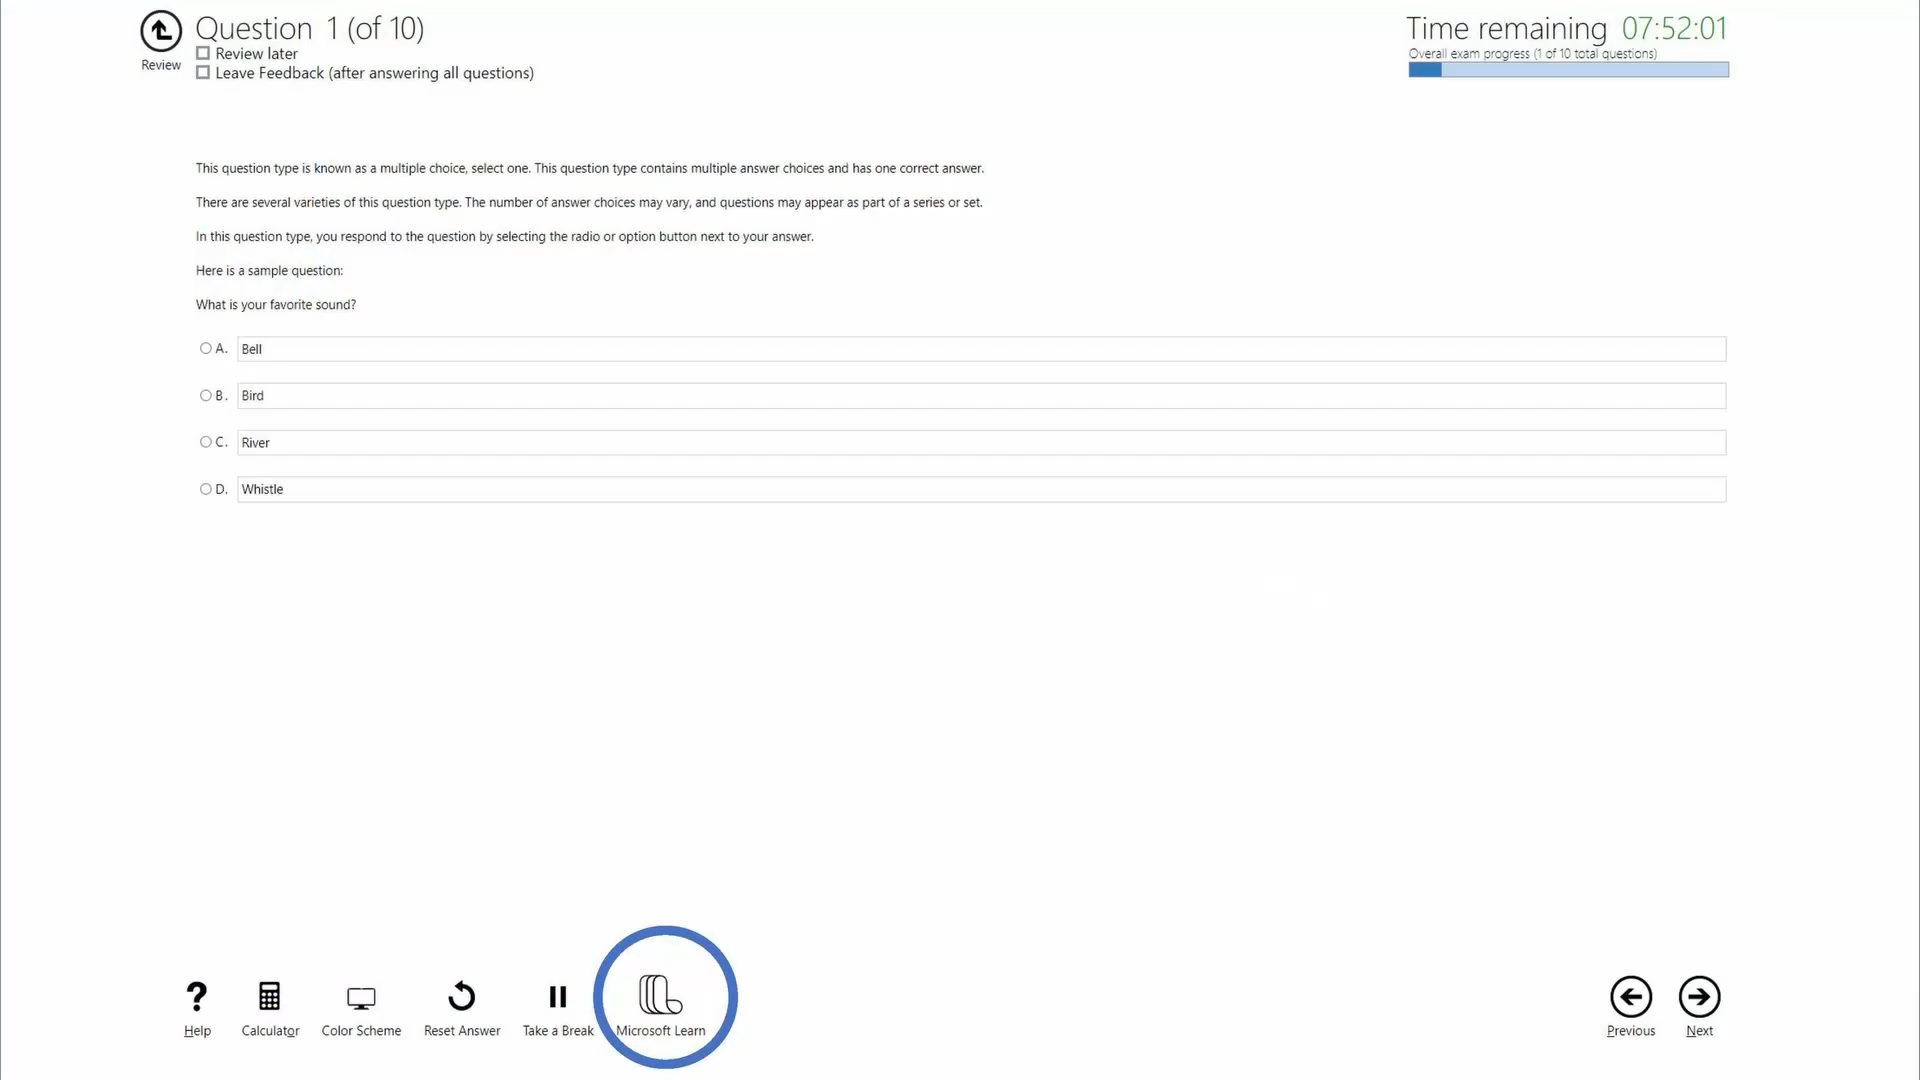 Question 1 (of 10)
Time remaining 07:52:01
Review later
Overall exam progress (1 of 10 total questions)
Review
Leave Feedback (after answering all questions)
This question type is known as a multiple choice, select one. This question type contains multiple answer choices and has one correct answer.
There are several varieties of this question type. The number of answer choices may vary, and questions may appear as part of a series or set.
In this question type, you respond to the question by selecting the radio or option button next to your answer.
Here is a sample question:
What is your favorite sound?
A. Bell
B. Bird
C. River
D. Whistle
? Help
Calculator
Color Scheme
Reset Answer
Take a Break
Microsoft Learn
Previous
Next